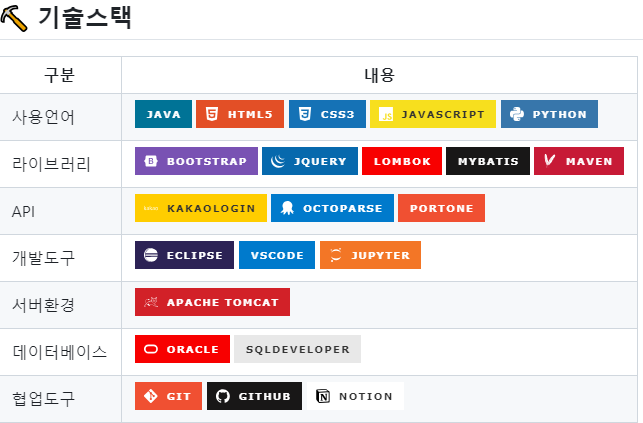 기술스택
구분 내용
사용언어 JAVA HTML5 CSS3 JS JAVASCRIPT PYTHON
라이브러리 B BOOTSTRAP JQUERY LOMBOK MYBATIS MAVEN
API KAKAOLOGIN OCTOPARSE PORTONE
개발도구 ECLIPSE VSCODE JUPYTER
서버환경 APACHE TOMCAT
데이터베이스 ORACLE SQLDEVELOPER
협업도구 GIT GITHUB N NOTION